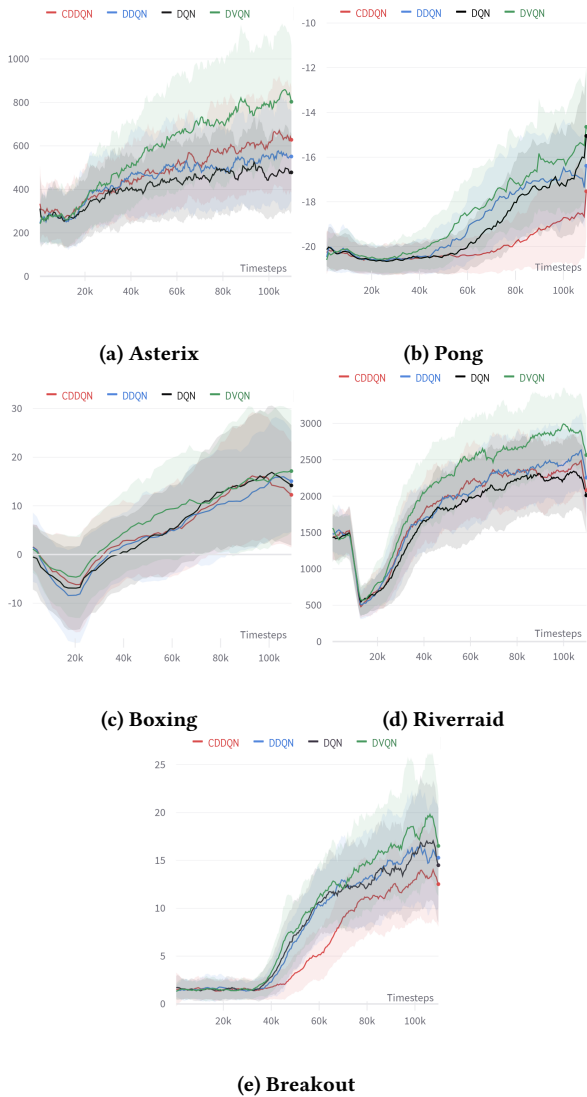 CDDQN DDQN DQN DVQN
1000
800
600
400
200
0
Timesteps
20k 40k 60k 80k 100k
(a) Asterix
CDDQN DDQN DQN DVQN
-10
-12
-14
-16
-18
-20
Timesteps
20k 40k 60k 80k 100k
(b) Pong
CDDQN DDQN DQN DVQN
30
20
10
0
-10
Timesteps
20k 40k 60k 80k 100k
(c) Boxing
CDDQN DDQN DQN DVQN
3000
2500
2000
1500
1000
500
0
Timesteps
20k 40k 60k 80k 100k
(d) Riverraid
CDDQN DDQN DQN DVQN
25
20
15
10
5
0
Timesteps
20k 40k 60k 80k 100k
(e) Breakout